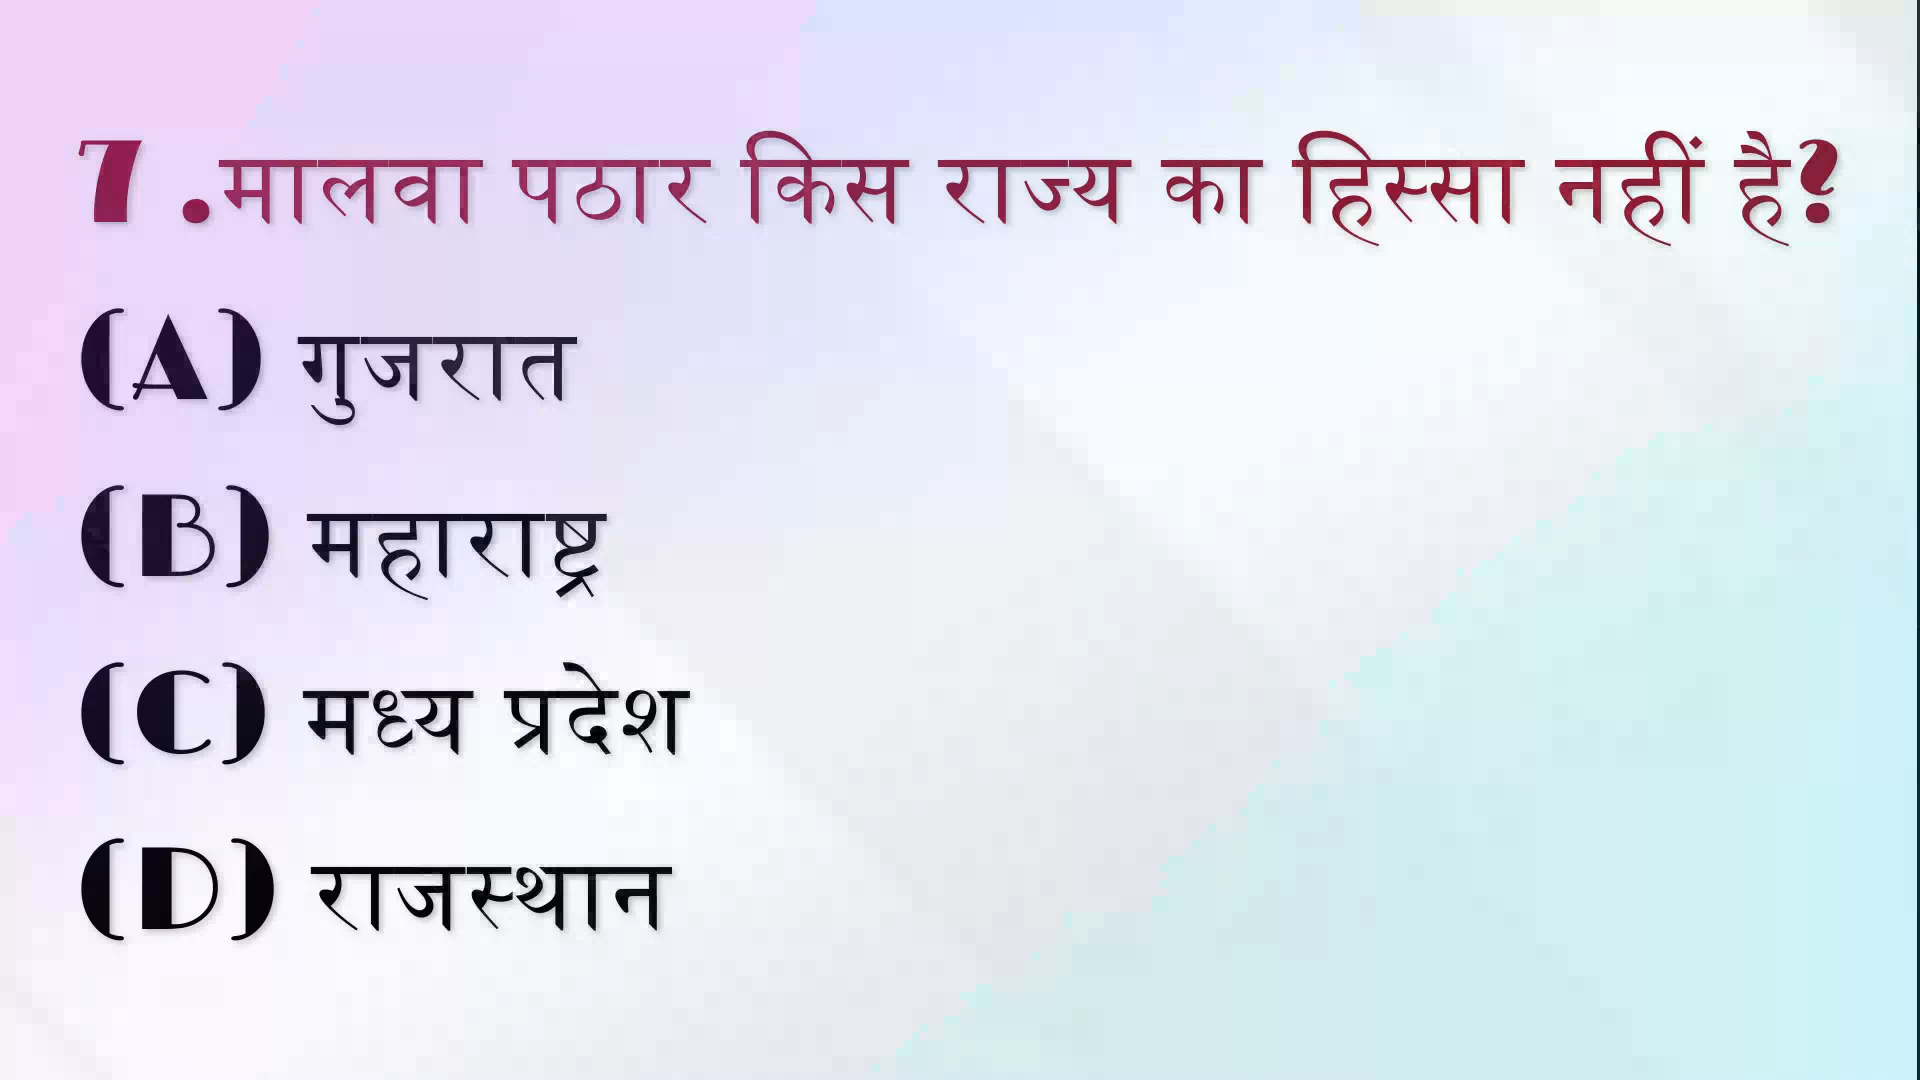 7.मालवा पठार किस राज्य का हिस्सा नहीं है?
(A) गुजरात
(B) महाराष्ट्र
(C) मध्य प्रदेश
(D) राजस्थान